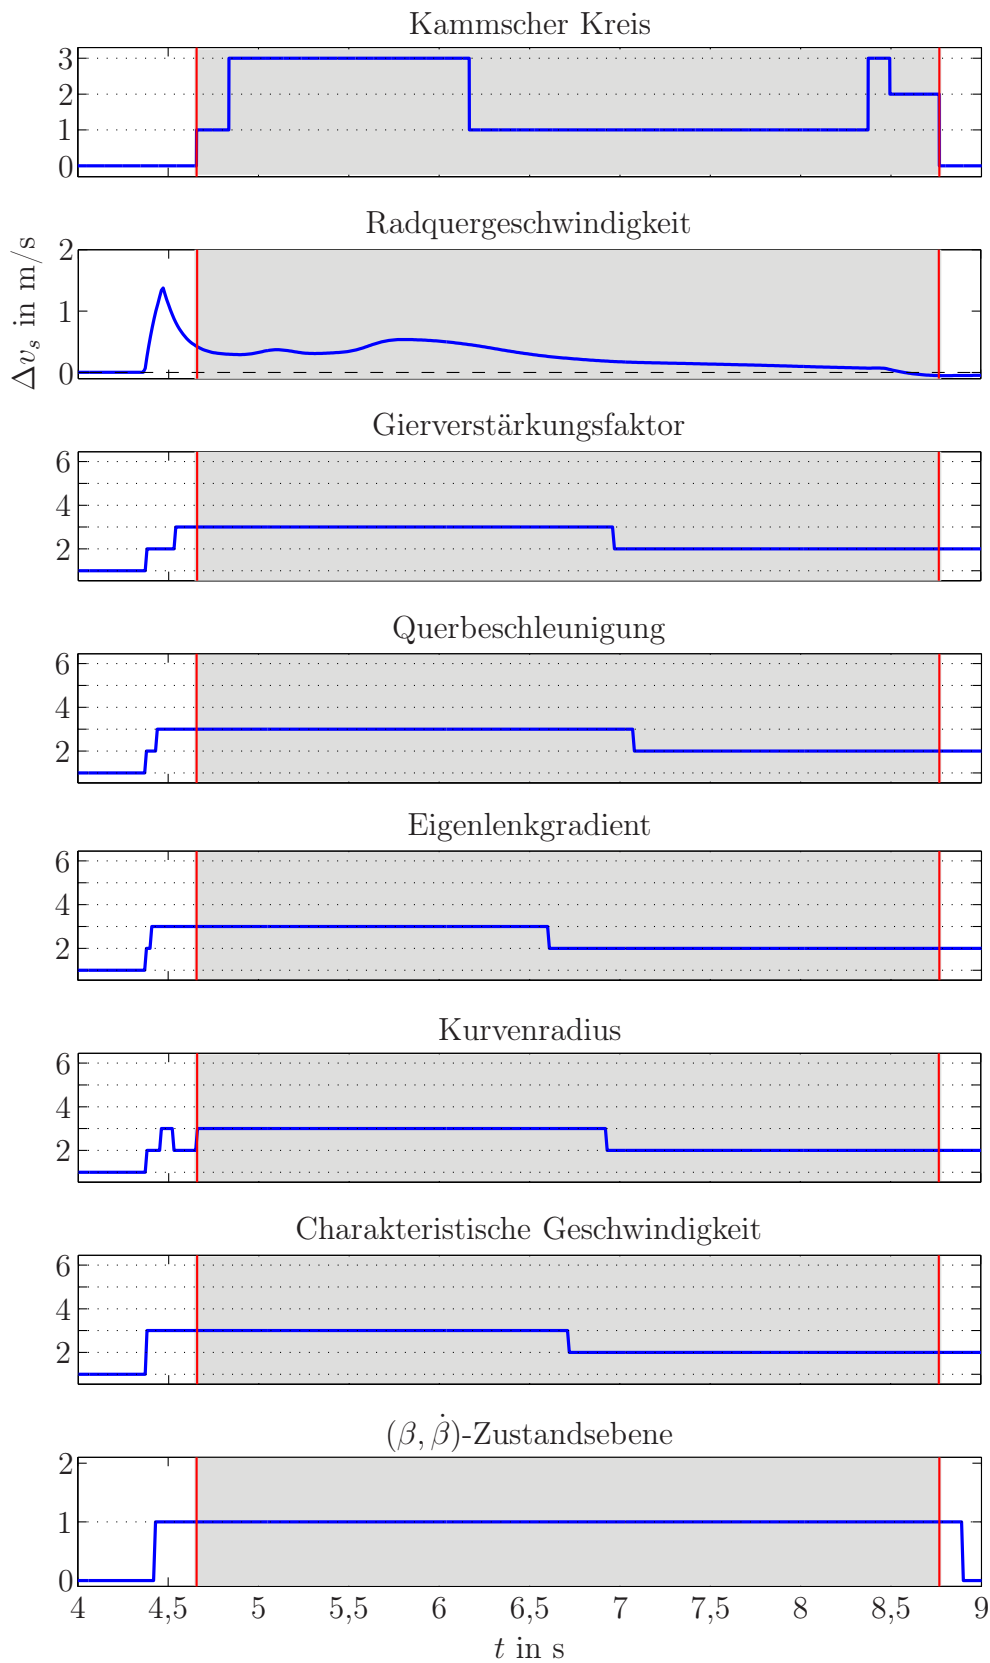 Kammscher Kreis
3
2
1
0
Radquergeschwindigkeit
Δv_s in m/s
2
1
0
Gierverstärkungsfaktor
6
4
2
Querbeschleunigung
6
4
2
Eigenlenkgradient
6
4
2
Kurvenradius
6
4
2
Charakteristische Geschwindigkeit
6
4
2
(β, β̇)-Zustandsebene
2
1
0
4 4,5 5 5,5 6 6,5 7 7,5 8 8,5 9
t in s